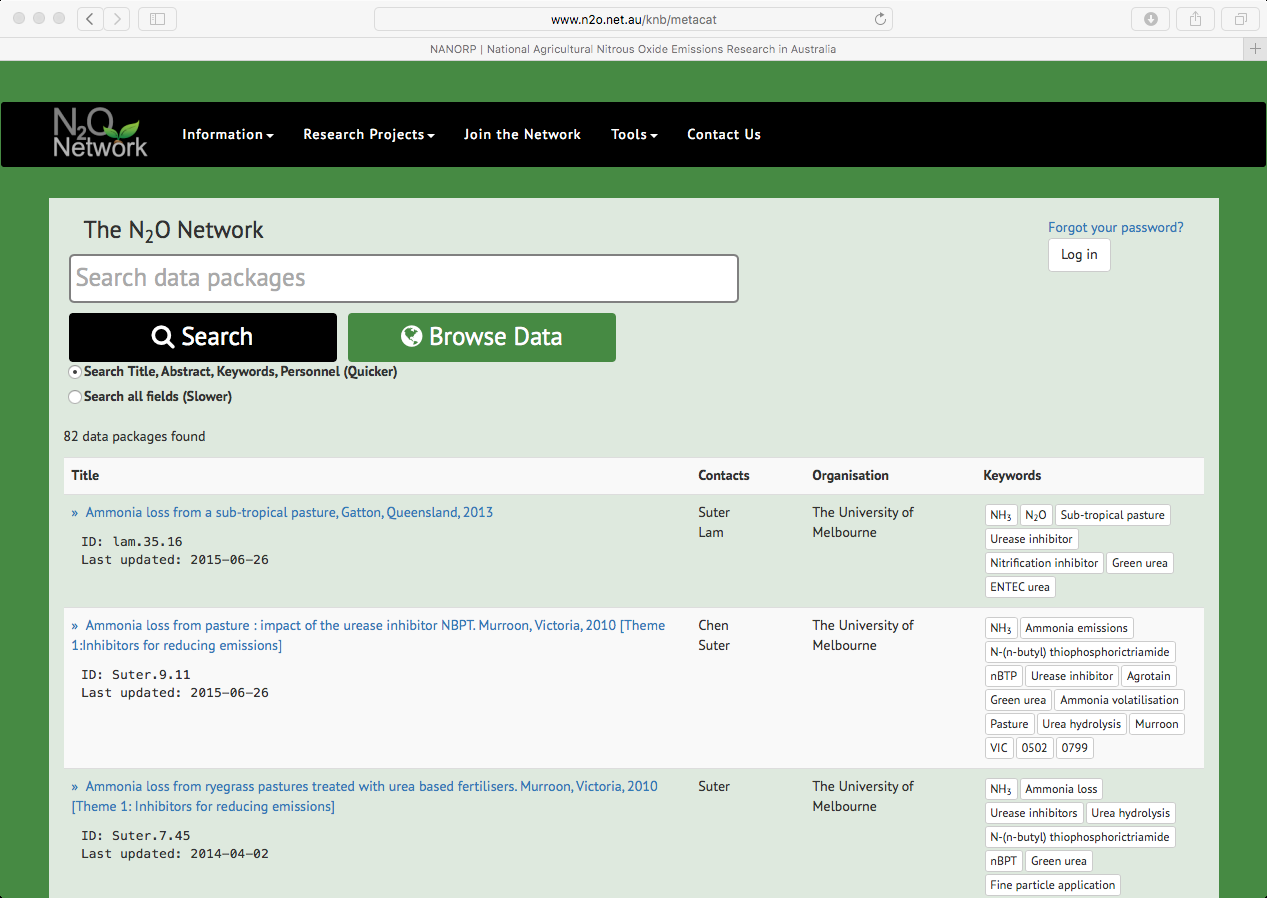 www.n2o.net.au/knb/metacat
NANORP | National Agricultural Nitrous Oxide Emissions Research in Australia
N2O
Network
Information
Research Projects
Join the Network
Tools
Contact Us
The N2O Network
Forgot your password?
Log in
Search data packages
Search
Browse Data
Search Title, Abstract, Keywords, Personnel (Quicker)
Search all fields (Slower)
82 data packages found
Title Contacts Organisation Keywords
» Ammonia loss from a sub-tropical pasture, Gatton, Queensland, 2013
ID: lam.35.16
Last updated: 2015-06-26
Suter
Lam
The University of
Melbourne
NH3 N2O Sub-tropical pasture
Urease inhibitor
Nitrification inhibitor Green urea
ENTEC urea
» Ammonia loss from pasture : impact of the urease inhibitor NBPT. Murroon, Victoria, 2010 [Theme
1:Inhibitors for reducing emissions]
ID: Suter.9.11
Last updated: 2015-06-26
Chen
Suter
The University of
Melbourne
NH3 Ammonia emissions
N-(n-butyl) thiophosphorictriamide
nBTP Urease inhibitor Agrotain
Green urea Ammonia volatilisation
Pasture Urea hydrolysis Murroon
VIC 0502 0799
» Ammonia loss from ryegrass pastures treated with urea based fertilisers. Murroon, Victoria, 2010
[Theme 1: Inhibitors for reducing emissions]
ID: Suter.7.45
Last updated: 2014-04-02
Suter
The University of
Melbourne
NH3 Ammonia loss
Urease inhibitors Urea hydrolysis
N-(n-butyl) thiophosphorictriamide
nBPT Green urea
Fine particle application